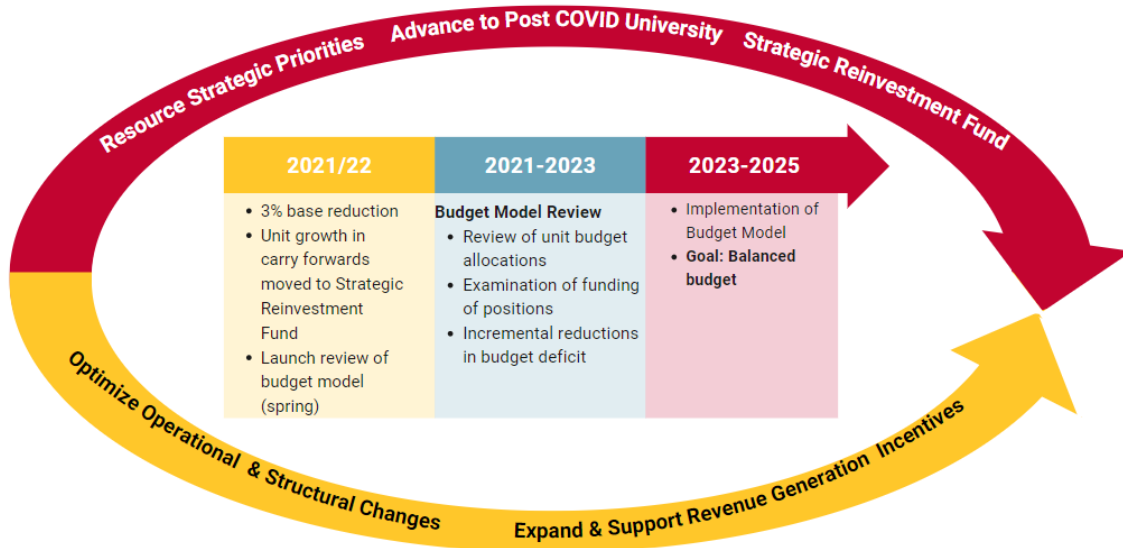 Resource Strategic Priorities Advance to Post COVID University Strategic Reinvestment Fund
2021/22
• 3% base reduction
• Unit growth in
carry forwards
moved to Strategic
Reinvestment
Fund
• Launch review of
budget model
(spring)
2021-2023
Budget Model Review
• Review of unit budget
allocations
• Examination of funding
of positions
• Incremental reductions
in budget deficit
2023-2025
• Implementation of
Budget Model
• Goal: Balanced
budget
Optimize Operational & Structural Changes Expand & Support Revenue Generation Incentives